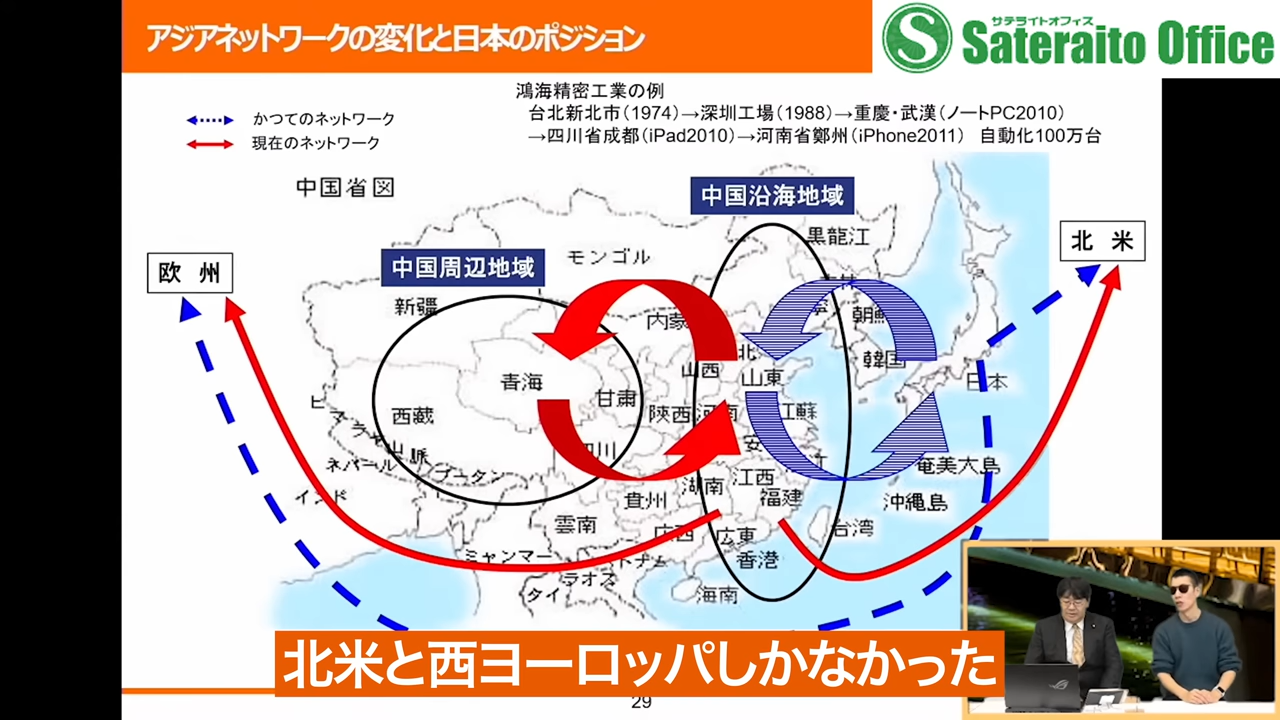 アジアネットワークの変化と日本のポジション
サテライトオフィス
Sateraito Office
鴻海精密工業の例
台北新北市(1974)→深圳工場(1988)→重慶・武漢(ノートPC2010)
→四川省成都(iPad2010)→河南省鄭州(iPhone2011) 自動化100万台
かつてのネットワーク
現在のネットワーク
中国省図
中国沿海地域
黒龍江
北 米
モンゴル
欧 州
中国周辺地域
新疆
内蒙
朝鮮
韓国
山西
山東
日本
青海
甘粛
西蔵
陝西
河南
江蘇
ヒマラヤ山脈
ネパール
ブータン
インド
四川
奄美大島
江西
湖南
福建
貴州
沖縄島
雲南
広西
広東
台湾
ミャンマー
香港
ラオス
タイ
海南
北米と西ヨーロッパしかなかった
29